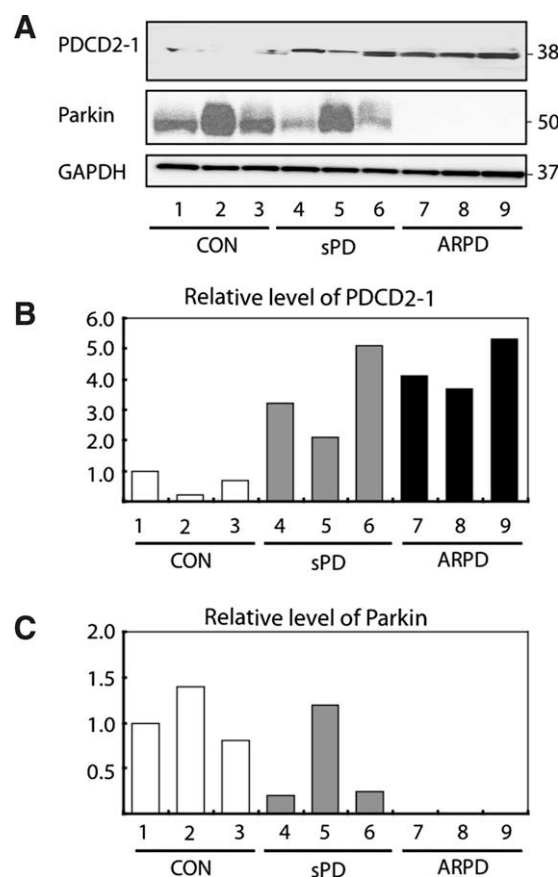 A
PDCD2-1
- 38
Parkin
- 50
GAPDH
- 37
1 2 3 4 5 6 7 8 9
CON sPD ARPD
B
Relative level of PDCD2-1
6.0
5.0
4.0
3.0
2.0
1.0
1 2 3 4 5 6 7 8 9
CON sPD ARPD
C
Relative level of Parkin
2.0
1.5
1.0
0.5
1 2 3 4 5 6 7 8 9
CON sPD ARPD